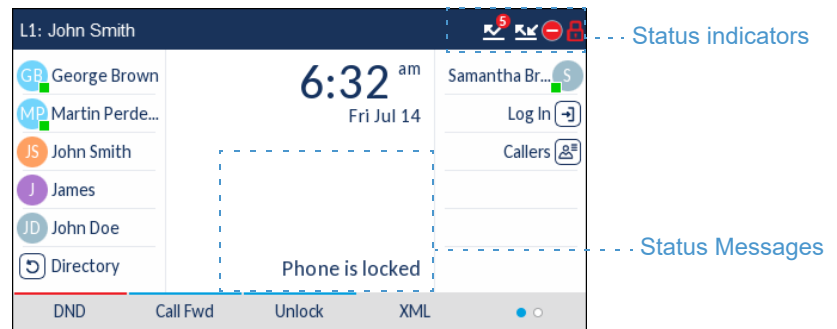 L1: John Smith
5
Status indicators
GB George Brown
MP Martin Perde...
JS John Smith
J James
JD John Doe
Directory
6:32 am
Fri Jul 14
Samantha Br... S
Log In
Callers
Phone is locked
Status Messages
DND Call Fwd Unlock XML